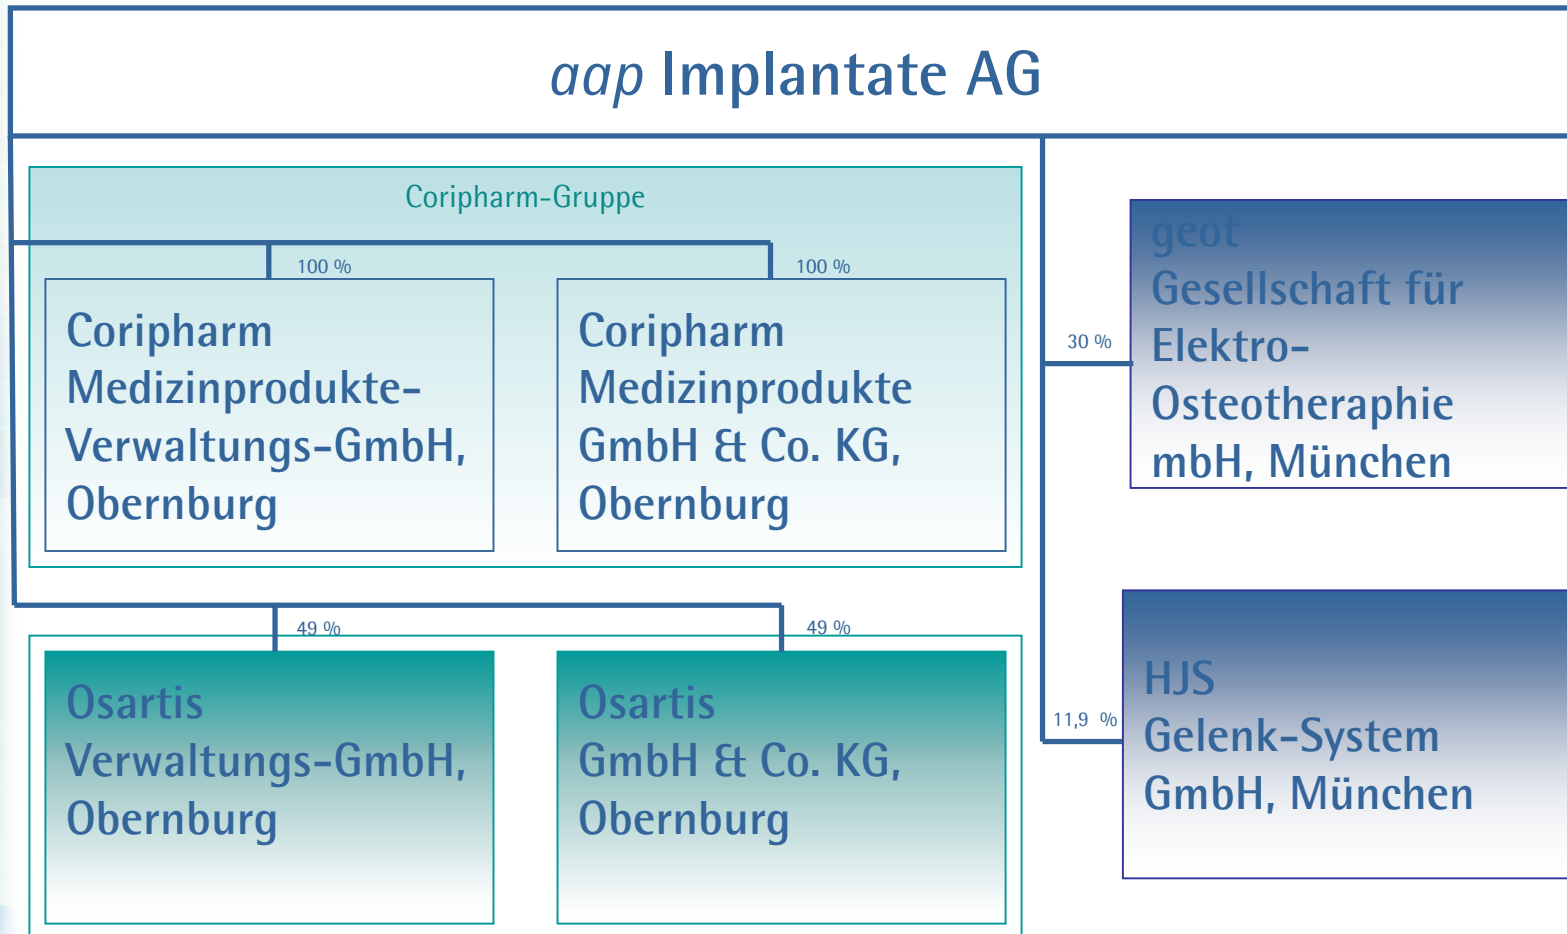 aap Implantate AG
Coripharm-Gruppe
100 %
100 %
Coripharm
Medizinprodukte-
Verwaltungs-GmbH,
Obernburg
Coripharm
Medizinprodukte
GmbH & Co. KG,
Obernburg
30 %
geot
Gesellschaft für
Elektro-
Osteotheraphie
mbH, München
49 %
49 %
Osartis
Verwaltungs-GmbH,
Obernburg
Osartis
GmbH & Co. KG,
Obernburg
11,9 %
HJS
Gelenk-System
GmbH, München